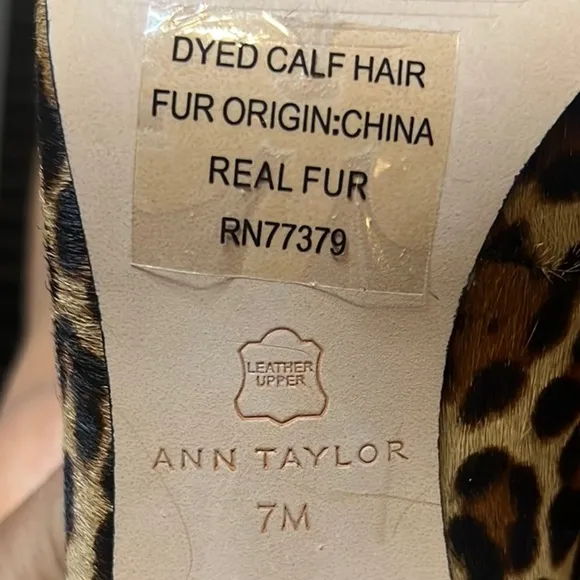 DYED CALF HAIR
FUR ORIGIN:CHINA
REAL FUR
RN77379
LEATHER
UPPER
ANN TAYLOR
7M